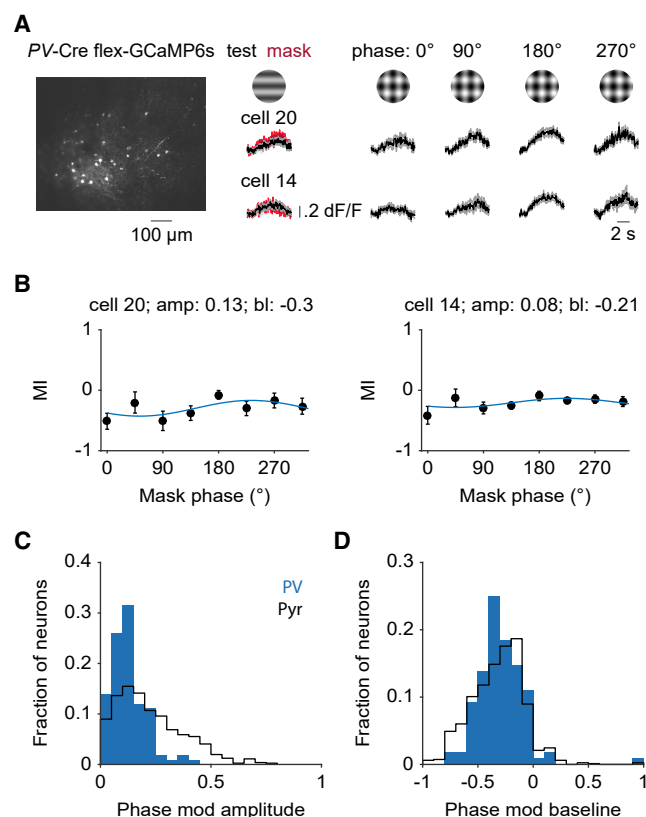 A
PV-Cre flex-GCaMP6s test mask phase: 0° 90° 180° 270°
cell 20
cell 14
.2 dF/F
100 µm
2 s
B
cell 20; amp: 0.13; bl: -0.3
cell 14; amp: 0.08; bl: -0.21
1
0
-1
MI
0 90 180 270
Mask phase (°)
1
0
-1
MI
0 90 180 270
Mask phase (°)
C
0.4
0.3
0.2
0.1
0
Fraction of neurons
PV
Pyr
0 0.5 1
Phase mod amplitude
D
0.3
0.2
0.1
0
Fraction of neurons
-1 -0.5 0 0.5 1
Phase mod baseline